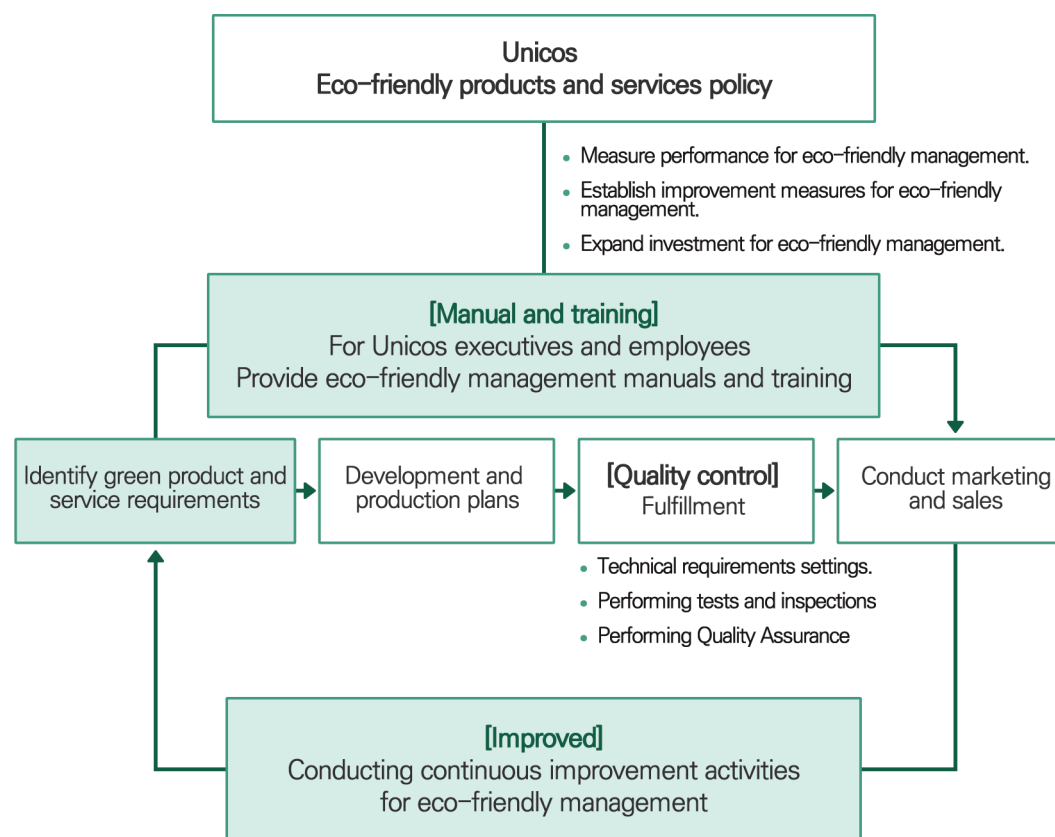 Unicos
Eco-friendly products and services policy
• Measure performance for eco-friendly management.
• Establish improvement measures for eco-friendly
management.
• Expand investment for eco-friendly management.
[Manual and training]
For Unicos executives and employees
Provide eco-friendly management manuals and training
Identify green product and
service requirements
Development and
production plans
[Quality control]
Fulfillment
Conduct marketing
and sales
• Technical requirements settings.
• Performing tests and inspections
• Performing Quality Assurance
[Improved]
Conducting continuous improvement activities
for eco-friendly management